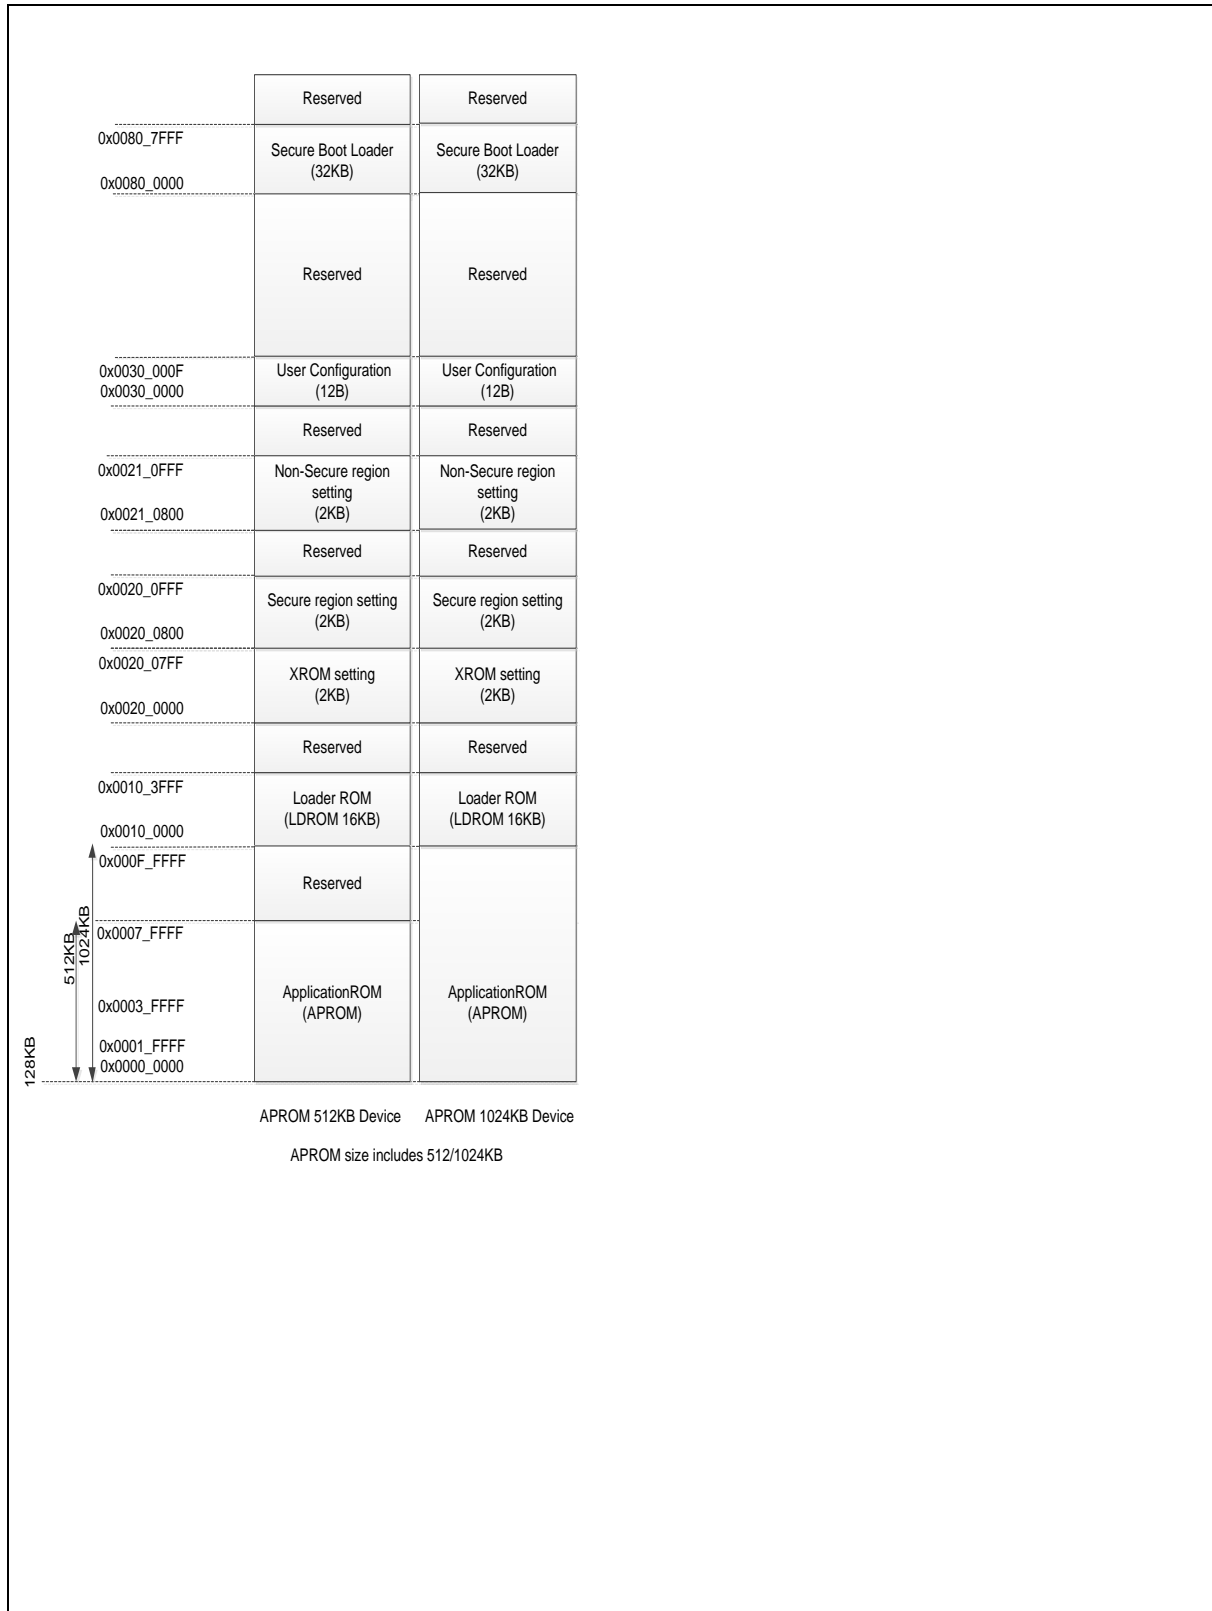 Reserved Reserved
0x0080_7FFF
Secure Boot Loader Secure Boot Loader
(32KB) (32KB)
0x0080_0000
Reserved Reserved
0x0030_000F User Configuration User Configuration
0x0030_0000 (12B) (12B)
Reserved Reserved
0x0021_0FFF Non-Secure region Non-Secure region
setting setting
0x0021_0800 (2KB) (2KB)
Reserved Reserved
0x0020_0FFF
Secure region setting Secure region setting
(2KB) (2KB)
0x0020_0800
0x0020_07FF
XROM setting XROM setting
(2KB) (2KB)
0x0020_0000
Reserved Reserved
0x0010_3FFF
Loader ROM Loader ROM
(LDROM 16KB) (LDROM 16KB)
0x0010_0000
0x000F_FFFF
Reserved
1024KB
512KB
0x0007_FFFF
ApplicationROM ApplicationROM
0x0003_FFFF (APROM) (APROM)
0x0001_FFFF
128KB
0x0000_0000
APROM 512KB Device APROM 1024KB Device
APROM size includes 512/1024KB